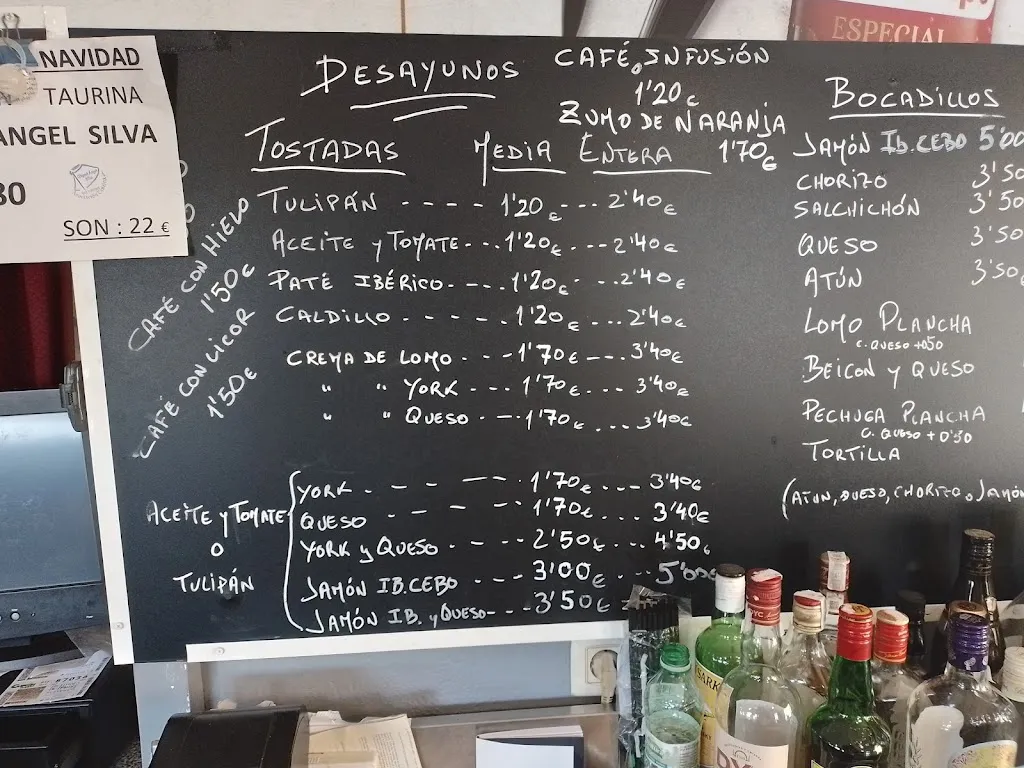 NAVIDAD
TAURINA
ANGEL SILVA
30
SON : 22 €
ESPECIAL
DESAYUNOS
CAFÉ o INFUSIÓN
1'20 €
ZUMO DE NARANJA
1'70 €
TOSTADAS MEDIA ENTERA
TULIPÁN ---- 1'20 € --- 2'40 €
ACEITE y TOMATE --- 1'20 € --- 2'40 €
PATÉ IBÉRICO --- 1'20 € --- 2'40 €
CALDILLO ---- 1'20 € --- 2'40 €
CREMA DE LOMO --- 1'70 € --- 3'40 €
" " YORK --- 1'70 € --- 3'40 €
" " QUESO --- 1'70 € --- 3'40 €
CAFÉ CON HIELO
1'50 €
CAFÉ CON LICOR
1'50 €
ACEITE y TOMATE
O
TULIPÁN
YORK - - - --- 1'70 € --- 3'40 €
QUESO - - - - 1'70 € --- 3'40 €
YORK y QUESO - - - 2'50 € --- 4'50 €
JAMÓN IB. CEBO --- 3'00 € --- 5'00 €
JAMÓN IB. y QUESO --- 3'50 €
BOCADILLOS
JAMÓN IB. CEBO 5'00
CHORIZO 3'50
SALCHICHÓN 3'50
QUESO 3'50
ATÚN 3'50 €
LOMO PLANCHA
C. QUESO +0'50
BEICON y QUESO
PECHUGA PLANCHA
C. QUESO + 0'50
TORTILLA
(ATUN, QUESO, CHORIZO o JAMÓN